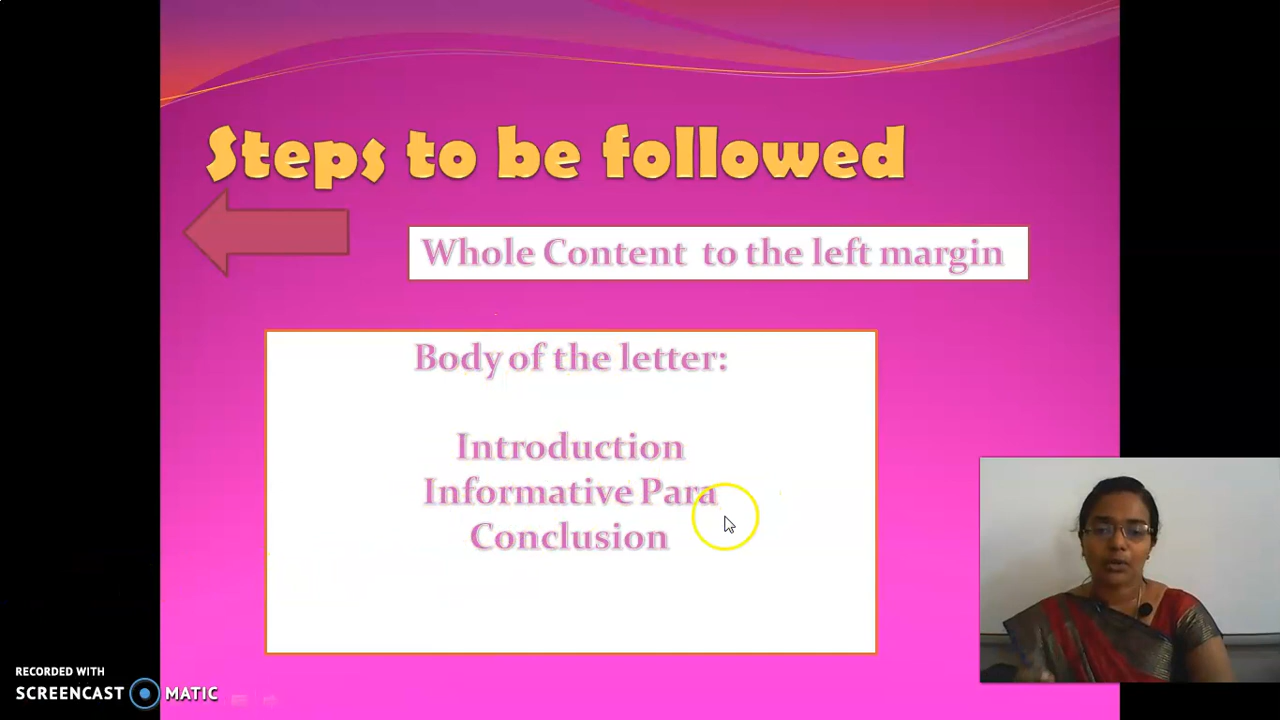 Steps to be followed
Whole Content to the left margin
Body of the letter:
Introduction
Informative Para
Conclusion
RECORDED WITH
SCREENCAST MATIC